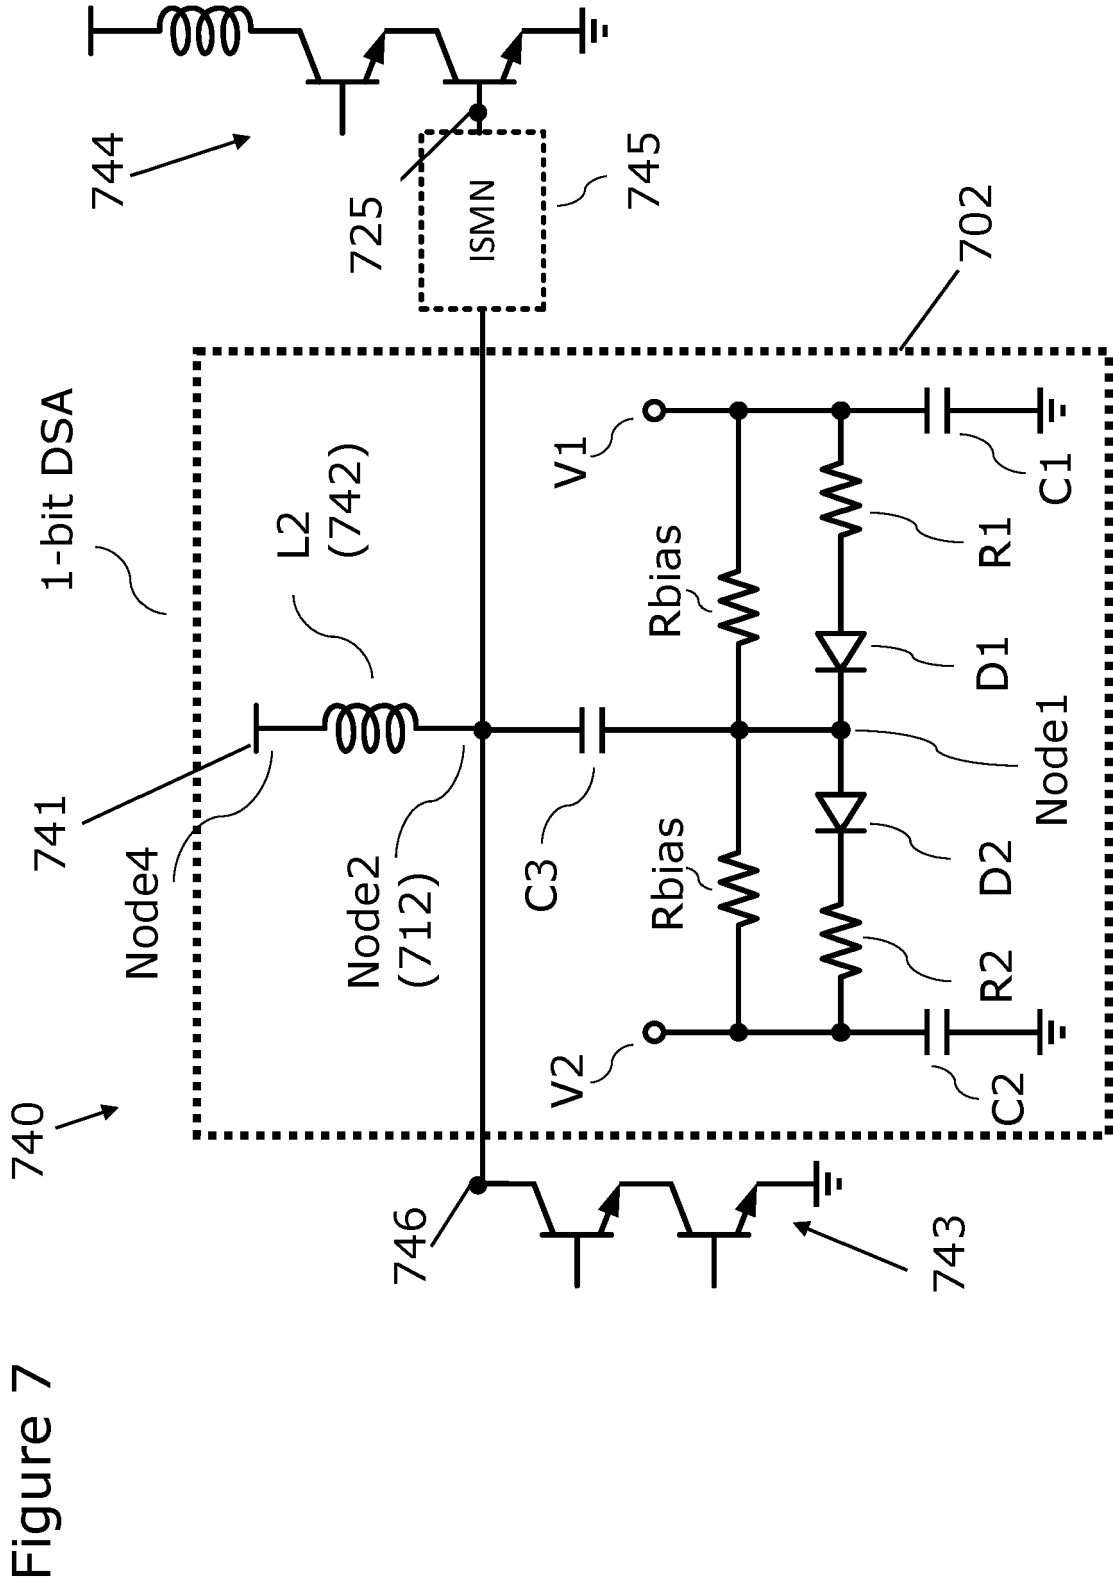 Figure 7
740
1-bit DSA
744
741
Node4
L2
(742)
Node2
(712)
725
ISMN
745
746
743
C3
V2
V1
Rbias
Rbias
702
C2
R2
D2
Node1
D1
R1
C1